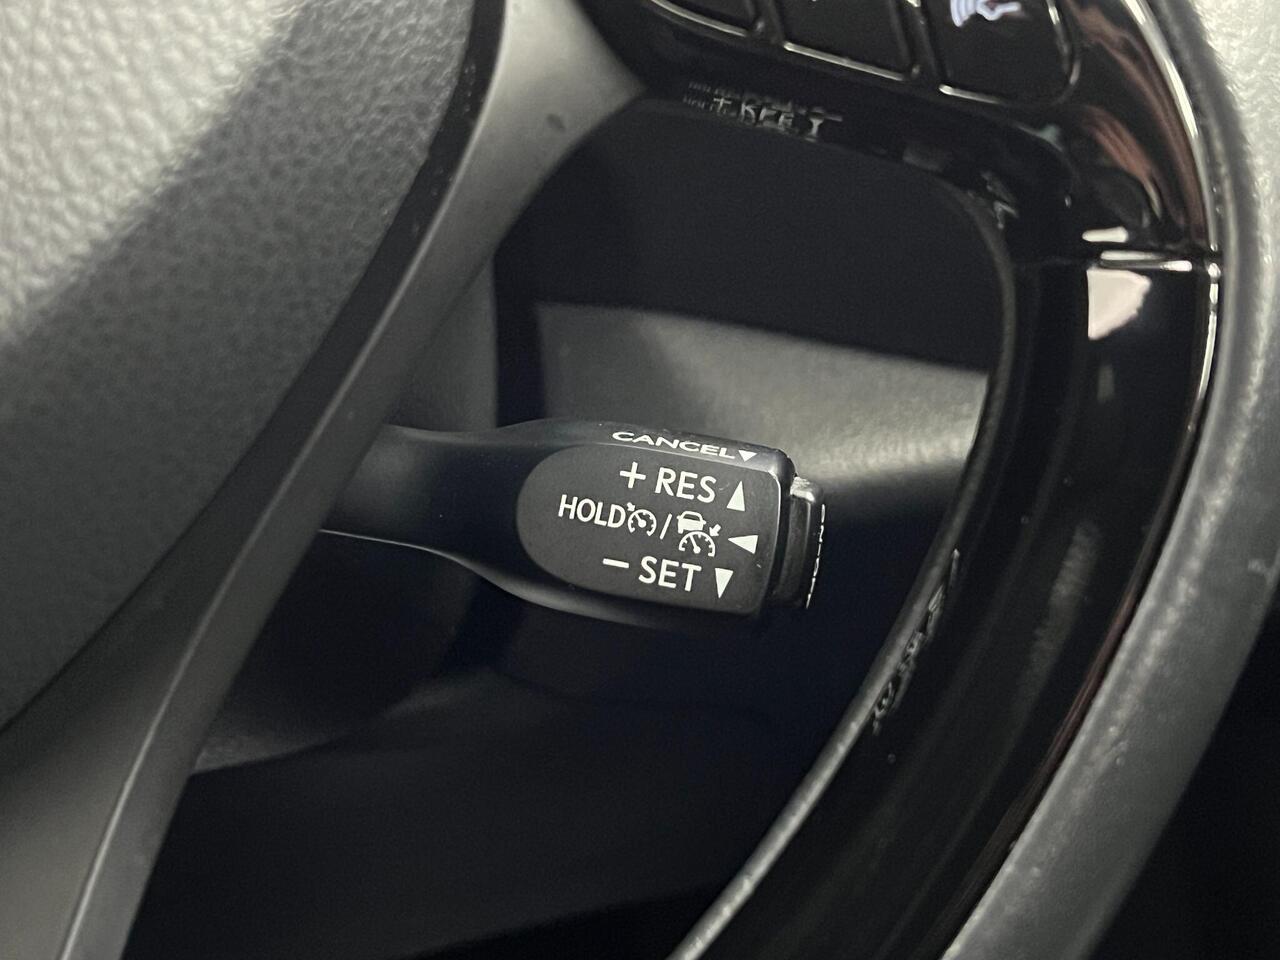 CANCEL▼
+ RES ▲
HOLD / ◀
− SET ▼